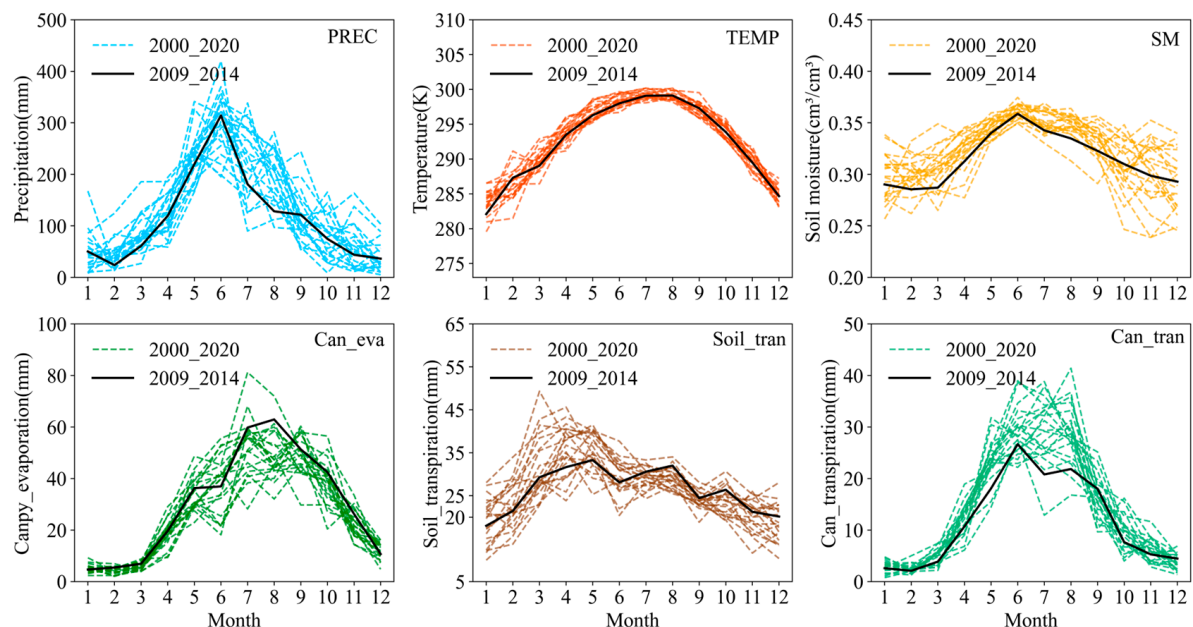 PREC
2000_2020
2009_2014
Precipitation(mm)
500
400
300
200
100
0
1 2 3 4 5 6 7 8 9 10 11 12
TEMP
2000_2020
2009_2014
Temperature(K)
310
305
300
295
290
285
280
275
1 2 3 4 5 6 7 8 9 10 11 12
SM
2000_2020
2009_2014
Soil moisture(cm³/cm³)
0.45
0.40
0.35
0.30
0.25
0.20
1 2 3 4 5 6 7 8 9 10 11 12
Can_eva
2000_2020
2009_2014
Canpy_evaporation(mm)
100
80
60
40
20
0
1 2 3 4 5 6 7 8 9 10 11 12
Month
Soil_tran
2000_2020
2009_2014
Soil_transpiration(mm)
65
55
45
35
25
20
5
1 2 3 4 5 6 7 8 9 10 11 12
Month
Can_tran
2000_2020
2009_2014
Can_transpiration(mm)
50
40
30
20
10
0
1 2 3 4 5 6 7 8 9 10 11 12
Month